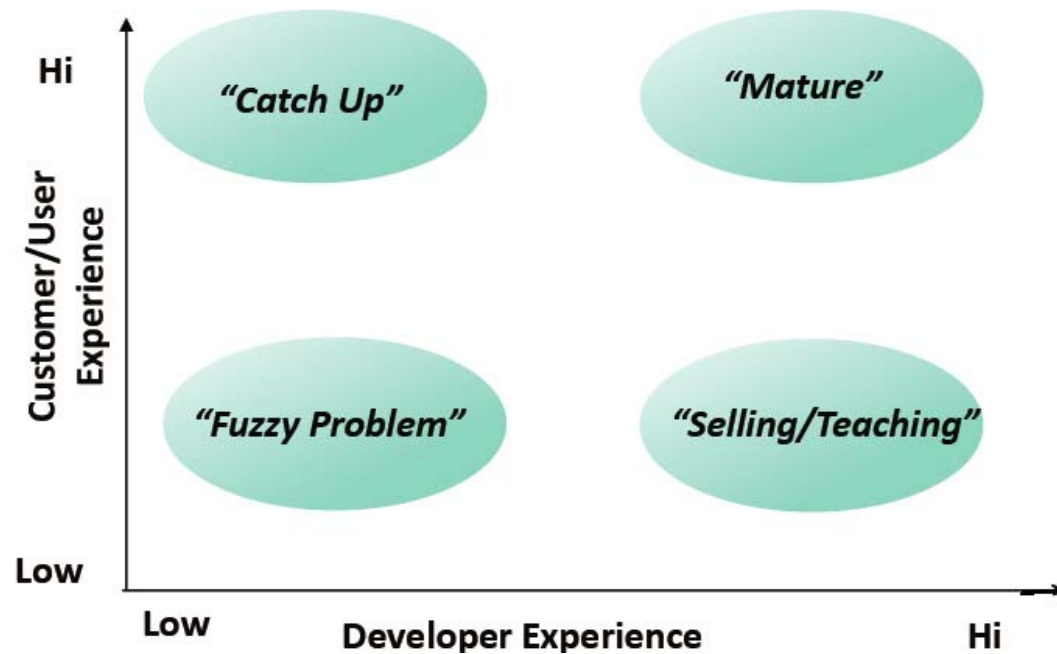 Hi
“Catch Up”
“Mature”
Customer/User
Experience
“Fuzzy Problem”
“Selling/Teaching”
Low
Low
Developer Experience
Hi